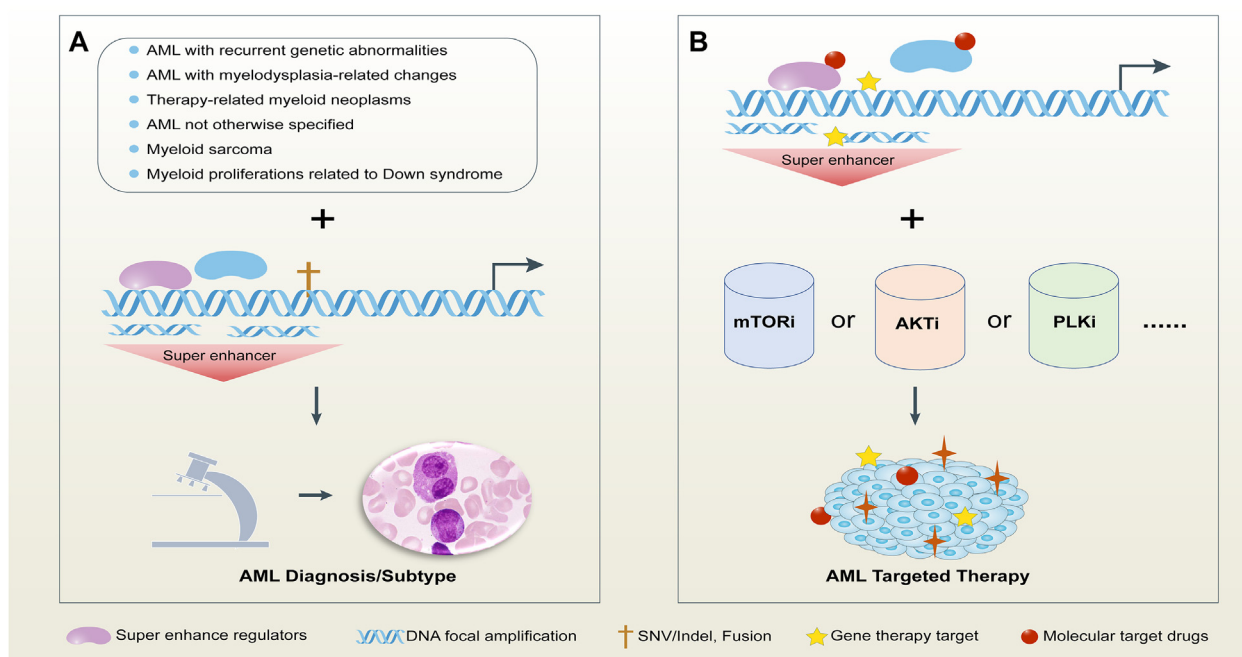 A
AML with recurrent genetic abnormalities
AML with myelodysplasia-related changes
Therapy-related myeloid neoplasms
AML not otherwise specified
Myeloid sarcoma
Myeloid proliferations related to Down syndrome
+
Super enhancer
AML Diagnosis/Subtype
B
Super enhancer
+
mTORi or AKTi or PLKi ......
AML Targeted Therapy
Super enhance regulators DNA focal amplification SNV/Indel, Fusion Gene therapy target Molecular target drugs